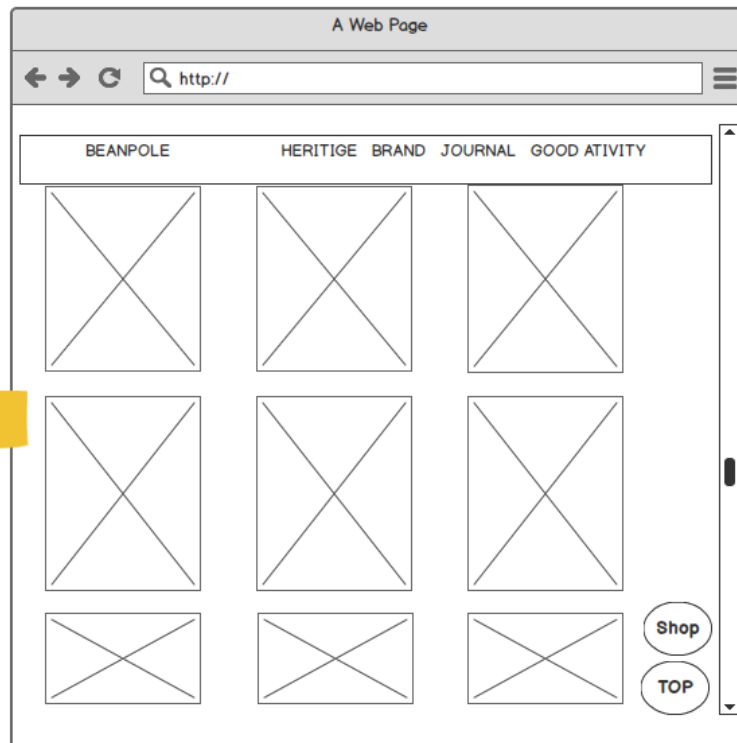 A Web Page
http://
BEANPOLE HERITIGE BRAND JOURNAL GOOD ATIVITY
Shop
TOP